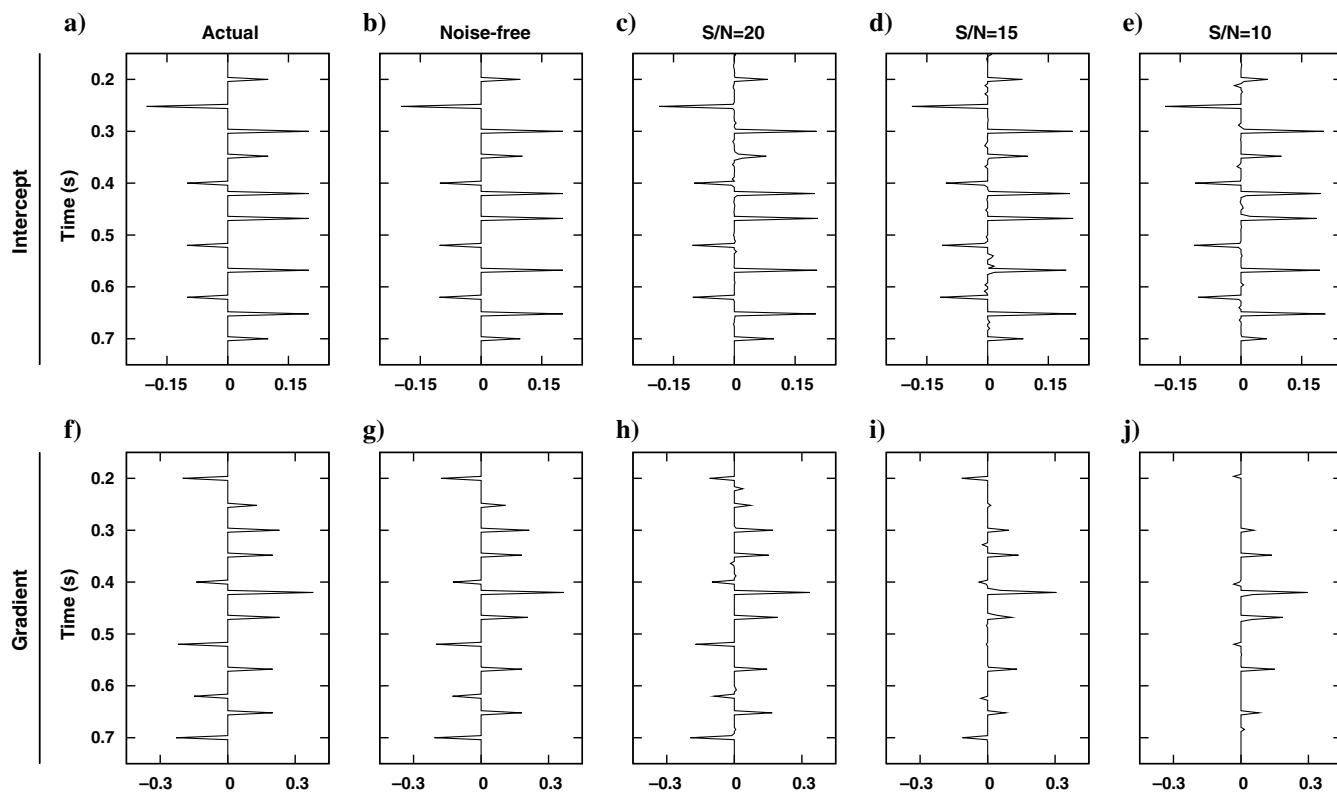 a) Actual
b) Noise-free
c) S/N=20
d) S/N=15
e) S/N=10
Intercept
Time (s)
0.2
0.3
0.4
0.5
0.6
0.7
−0.15 0 0.15
−0.15 0 0.15
−0.15 0 0.15
−0.15 0 0.15
−0.15 0 0.15
f)
g)
h)
i)
j)
Gradient
Time (s)
0.2
0.3
0.4
0.5
0.6
0.7
−0.3 0 0.3
−0.3 0 0.3
−0.3 0 0.3
−0.3 0 0.3
−0.3 0 0.3